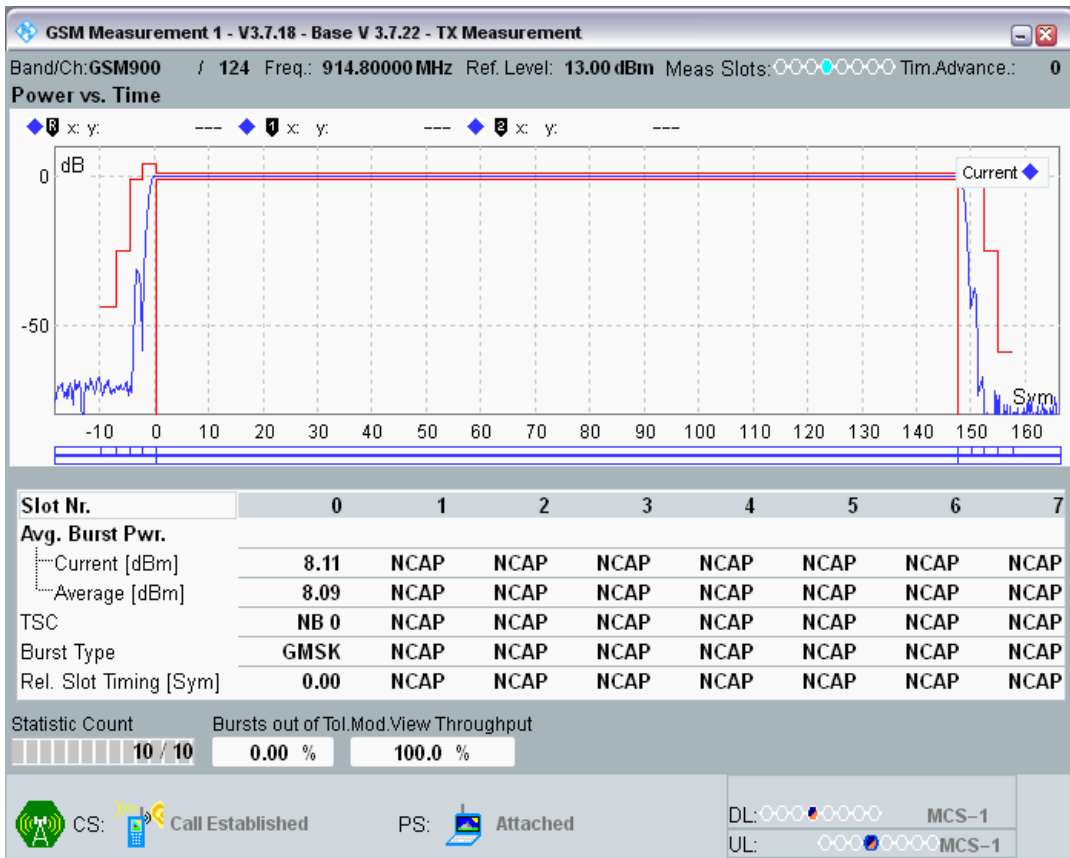 GSM Measurement 1 - V3.7.18 - Base V 3.7.22 - TX Measurement
Band/Ch:GSM900 / 124 Freq.: 914.80000 MHz Ref. Level: 13.00 dBm Meas Slots: Tim.Advance.: 0
Power vs. Time
R x: y: --- 1 x: y: --- 2 x: y: ---
dB
Current
0
-50
Sym
-10 0 10 20 30 40 50 60 70 80 90 100 110 120 130 140 150 160
Slot Nr. 0 1 2 3 4 5 6 7
Avg. Burst Pwr.
Current [dBm] 8.11 NCAP NCAP NCAP NCAP NCAP NCAP NCAP
Average [dBm] 8.09 NCAP NCAP NCAP NCAP NCAP NCAP NCAP
TSC NB 0 NCAP NCAP NCAP NCAP NCAP NCAP NCAP
Burst Type GMSK NCAP NCAP NCAP NCAP NCAP NCAP NCAP
Rel. Slot Timing [Sym] 0.00 NCAP NCAP NCAP NCAP NCAP NCAP NCAP
Statistic Count Bursts out of Tol.Mod.View Throughput
10 / 10 0.00 % 100.0 %
CS: Call Established PS: Attached
DL: MCS-1
UL: MCS-1